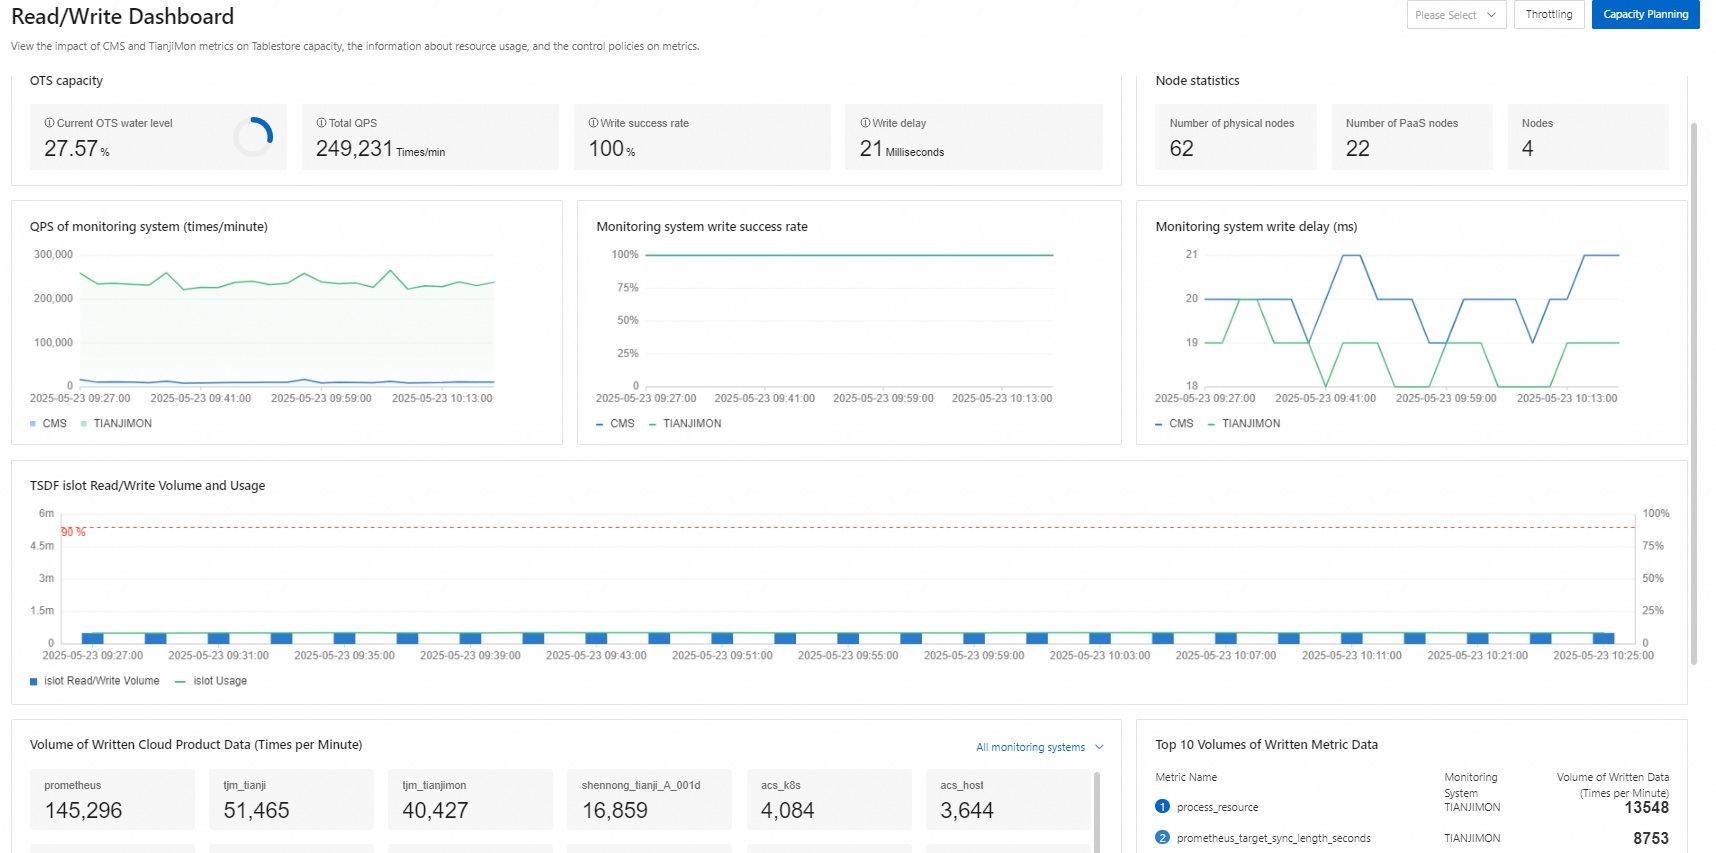 Read/Write Dashboard
Please Select
Throttling
Capacity Planning
View the impact of CMS and TianjiMon metrics on Tablestore capacity, the information about resource usage, and the control policies on metrics.
OTS capacity
Current OTS water level
27.57 %
Total QPS
249,231 Times/min
Write success rate
100 %
Write delay
21 Milliseconds
Node statistics
Number of physical nodes
62
Number of PaaS nodes
22
Nodes
4
QPS of monitoring system (times/minute)
300,000
200,000
100,000
0
2025-05-23 09:27:00 2025-05-23 09:41:00 2025-05-23 09:59:00 2025-05-23 10:13:00
CMS TIANJIMON
Monitoring system write success rate
100%
75%
50%
25%
0
2025-05-23 09:27:00 2025-05-23 09:41:00 2025-05-23 09:59:00 2025-05-23 10:13:00
CMS TIANJIMON
Monitoring system write delay (ms)
21
20
19
18
2025-05-23 09:27:00 2025-05-23 09:41:00 2025-05-23 09:59:00 2025-05-23 10:13:00
CMS TIANJIMON
TSDF islot Read/Write Volume and Usage
6m 100%
90 %
4.5m 75%
3m 50%
1.5m 25%
0 0
2025-05-23 09:27:00 2025-05-23 09:31:00 2025-05-23 09:35:00 2025-05-23 09:39:00 2025-05-23 09:43:00 2025-05-23 09:51:00 2025-05-23 09:55:00 2025-05-23 09:59:00 2025-05-23 10:03:00 2025-05-23 10:07:00 2025-05-23 10:11:00 2025-05-23 10:21:00 2025-05-23 10:25:00
islot Read/Write Volume islot Usage
Volume of Written Cloud Product Data (Times per Minute)
All monitoring systems
prometheus
145,296
tjm_tianji
51,465
tjm_tianjimon
40,427
shennong_tianji_A_001d
16,859
acs_k8s
4,084
acs_host
3,644
Top 10 Volumes of Written Metric Data
Metric Name
Monitoring System
Volume of Written Data (Times per Minute)
1 process_resource TIANJIMON 13548
2 prometheus_target_sync_length_seconds TIANJIMON 8753